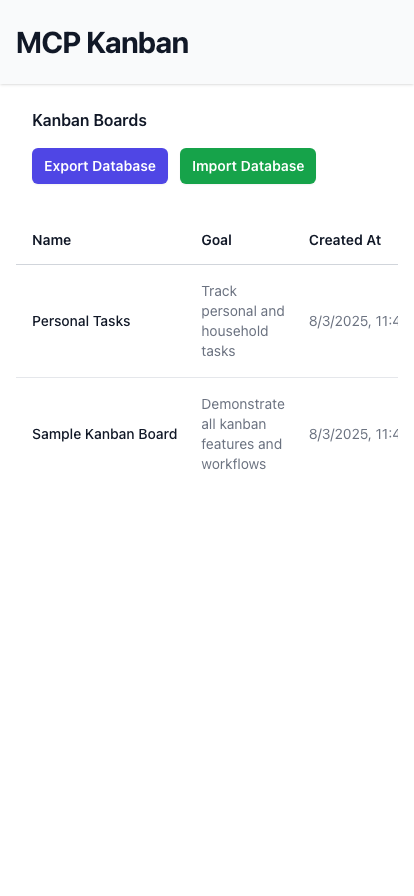 MCP Kanban
Kanban Boards
Export Database Import Database
Name Goal Created At
Personal Tasks
Track
personal and
household
tasks
8/3/2025, 11:4
Sample Kanban Board
Demonstrate
all kanban
features and
workflows
8/3/2025, 11:4